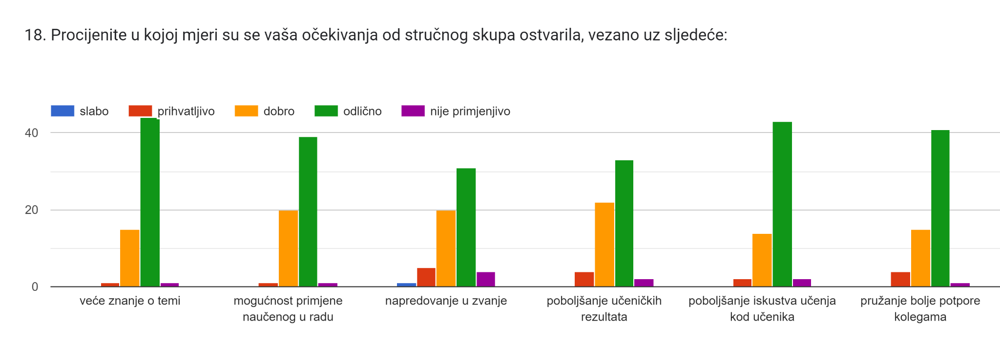 18. Procijenite u kojoj mjeri su se vaša očekivanja od stručnog skupa ostvarila, vezano uz sljedeće:
slabo prihvatljivo dobro odlično nije primjenjivo
40
20
0
veće znanje o temi
mogućnost primjene
naučenog u radu
napredovanje u zvanje
poboljšanje učeničkih
rezultata
poboljšanje iskustva učenja
kod učenika
pružanje bolje potpore
kolegama